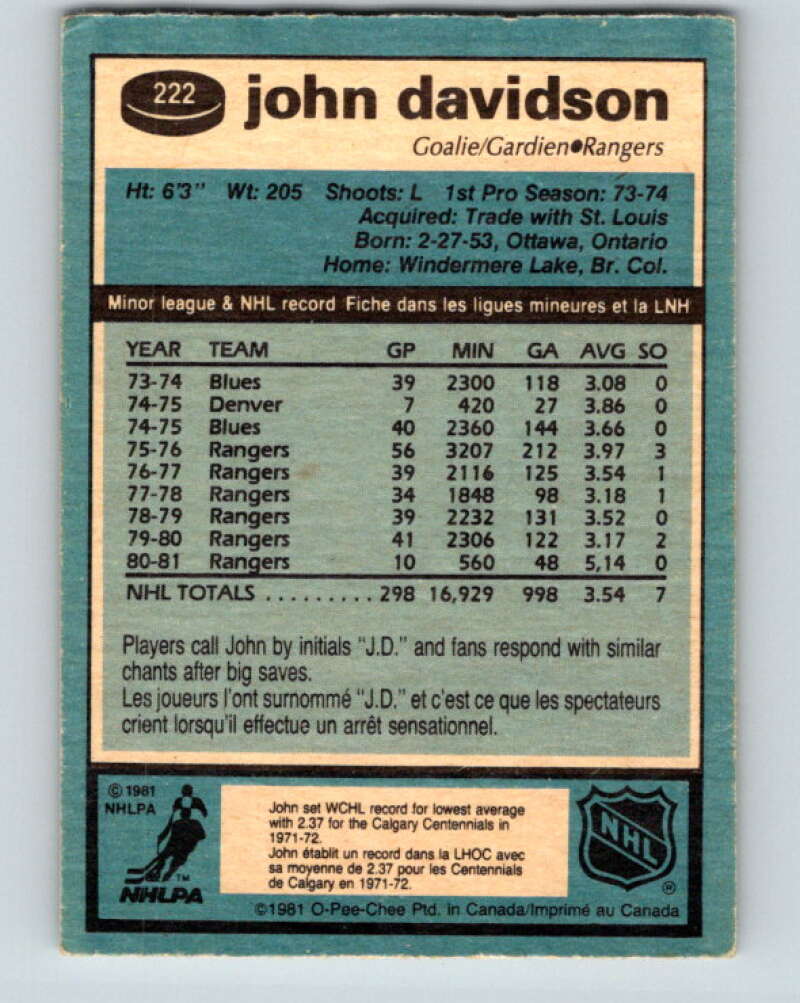 222 john davidson
Goalie/Gardien●Rangers
Ht: 6'3" Wt: 205 Shoots: L 1st Pro Season: 73-74
Acquired: Trade with St. Louis
Born: 2-27-53, Ottawa, Ontario
Home: Windermere Lake, Br. Col.
Minor league & NHL record Fiche dans les ligues mineures et la LNH
YEAR TEAM GP MIN GA AVG SO
73-74 Blues 39 2300 118 3.08 0
74-75 Denver 7 420 27 3.86 0
74-75 Blues 40 2360 144 3.66 0
75-76 Rangers 56 3207 212 3.97 3
76-77 Rangers 39 2116 125 3.54 1
77-78 Rangers 34 1848 98 3.18 1
78-79 Rangers 39 2232 131 3.52 0
79-80 Rangers 41 2306 122 3.17 2
80-81 Rangers 10 560 48 5,14 0
NHL TOTALS ......... 298 16,929 998 3.54 7
Players call John by initials "J.D." and fans respond with similar
chants after big saves.
Les joueurs l'ont surnommé "J.D." et c'est ce que les spectateurs
crient lorsqu'il effectue un arrêt sensationnel.
© 1981
NHLPA
TM
NHLPA
John set WCHL record for lowest average
with 2.37 for the Calgary Centennials in
1971-72.
John établit un record dans la LHOC avec
sa moyenne de 2.37 pour les Centennials
de Calgary en 1971-72.
NHL
®
©1981 O-Pee-Chee Ptd. in Canada/Imprimé au Canada